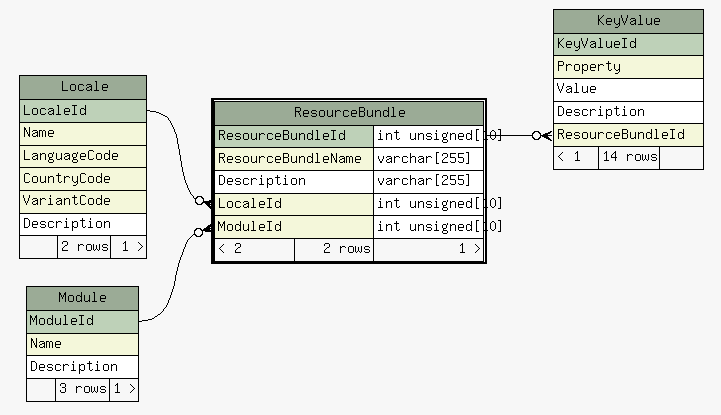 KeyValue
KeyValueId
Property
Value
Description
ResourceBundleId
< 1 14 rows
Locale
LocaleId
Name
LanguageCode
CountryCode
VariantCode
Description
2 rows 1 >
ResourceBundle
ResourceBundleId int unsigned[10]
ResourceBundleName varchar[255]
Description varchar[255]
LocaleId int unsigned[10]
ModuleId int unsigned[10]
< 2 2 rows 1 >
Module
ModuleId
Name
Description
3 rows 1 >